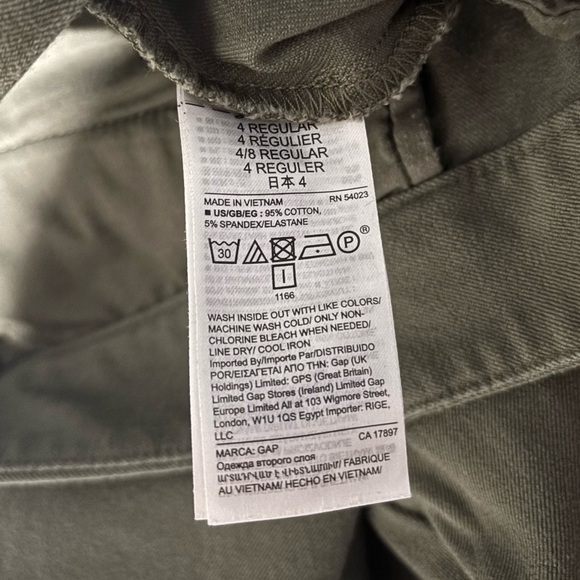 4 REGULAR
4 RÉGULIER
4/8 REGULAR
4 REGULER
日本 4
MADE IN VIETNAM RN 54023
■ US/GB/EG : 95% COTTON,
5% SPANDEX/ELASTANE
30 P ®
1166
WASH INSIDE OUT WITH LIKE COLORS/
MACHINE WASH COLD/ ONLY NON-
CHLORINE BLEACH WHEN NEEDED/
LINE DRY/ COOL IRON
Imported By/Importe Par/DISTRIBUIDO
POR/ΕΙΣΑΓΕΤΑΙ ΑΠΟ ΤΗΝ: Gap (UK
Holdings) Limited: GPS (Great Britain)
Limited Gap Stores (Ireland) Limited Gap
Europe Limited All at 103 Wigmore Street,
London, W1U 1QS Egypt Importer: RIGE,
LLC
MARCA: GAP CA 17897
Одежда второго слоя
ԱՐՏԱԴՐՎԱԾ Է ՎԻԵՏՆԱՄՈՒՄ/ FABRIQUÉ
AU VIETNAM/ HECHO EN VIETNAM/